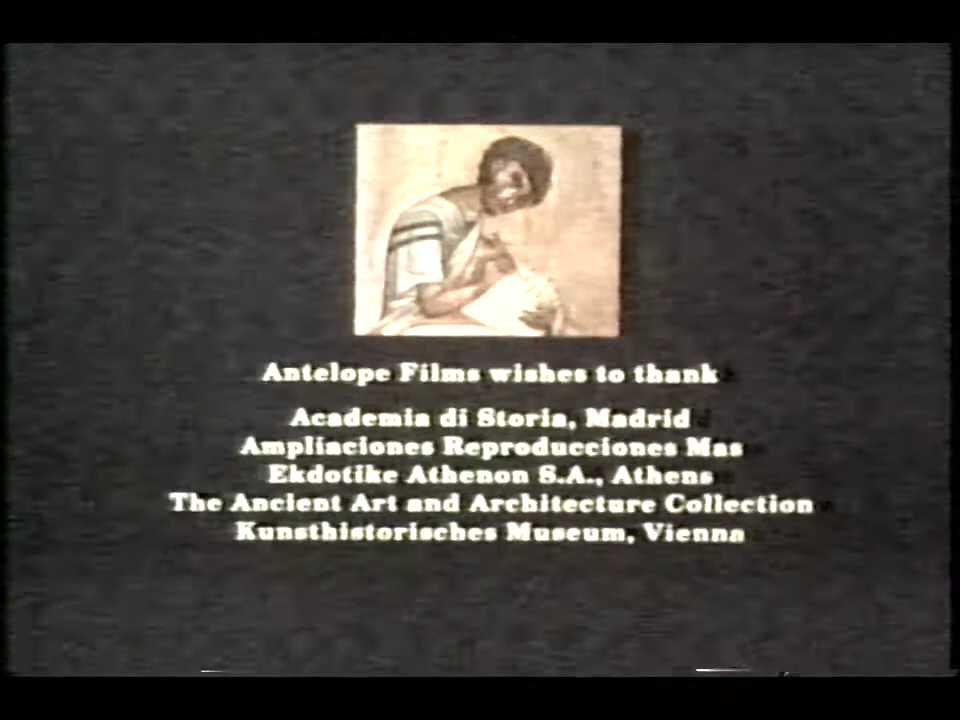 Antelope Films wishes to thank
Academia di Storia, Madrid
Ampliaciones Reproducciones Mas
Ekdotike Athenon S.A., Athens
The Ancient Art and Architecture Collection
Kunsthistorisches Museum, Vienna